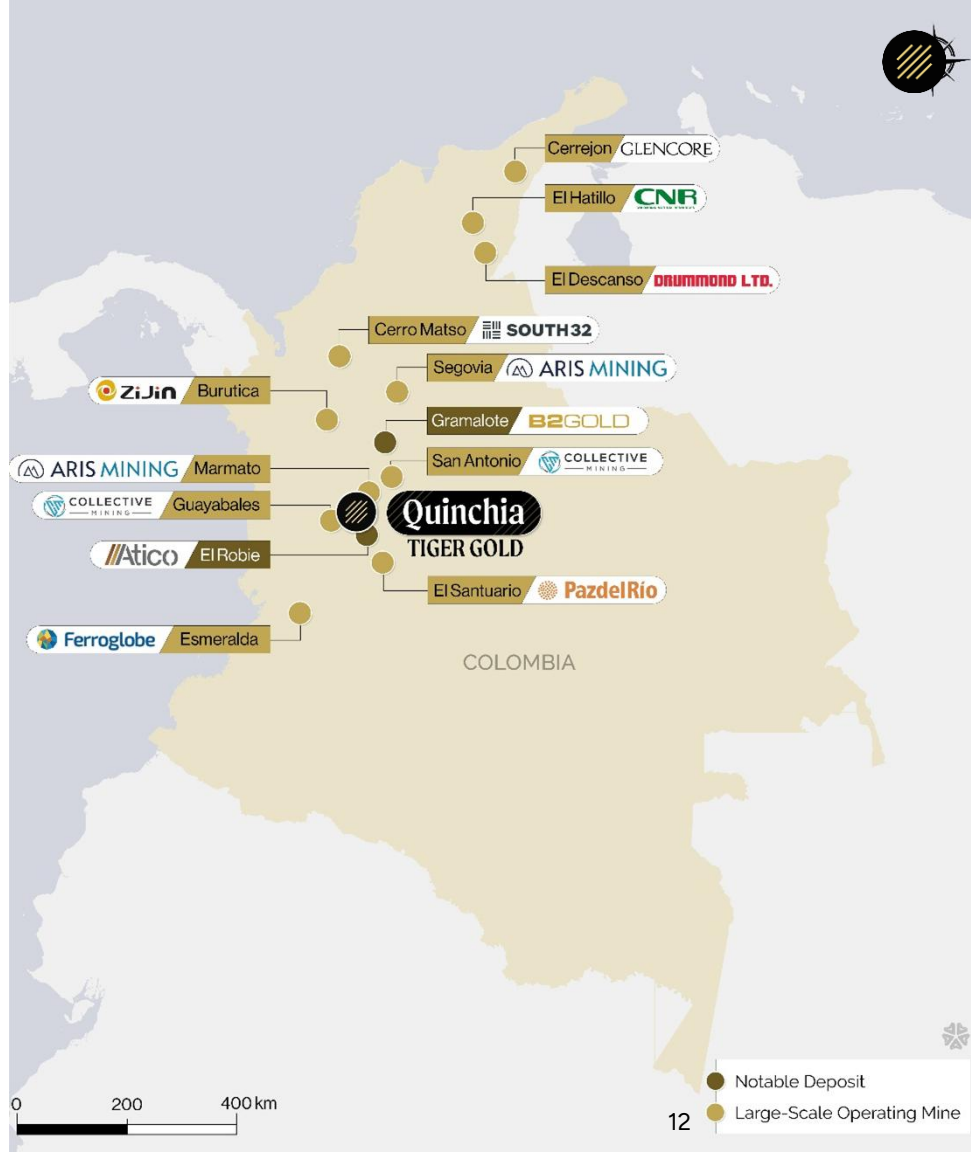 Cerrejon GLENCORE
El Hatillo CNR
El Descanso DRUMMOND LTD.
Cerro Matso SOUTH32
Segovia ARIS MINING
ZiJin Burutica
Gramalote B2GOLD
San Antonio COLLECTIVE
MINING
ARIS MINING Marmato
COLLECTIVE
MINING
Guayabales
Quinchia
TIGER GOLD
Atico El Robie
El Santuario PazdelRío
Ferroglobe Esmeralda
COLOMBIA
Notable Deposit
Large-Scale Operating Mine
0 200 400 km
12